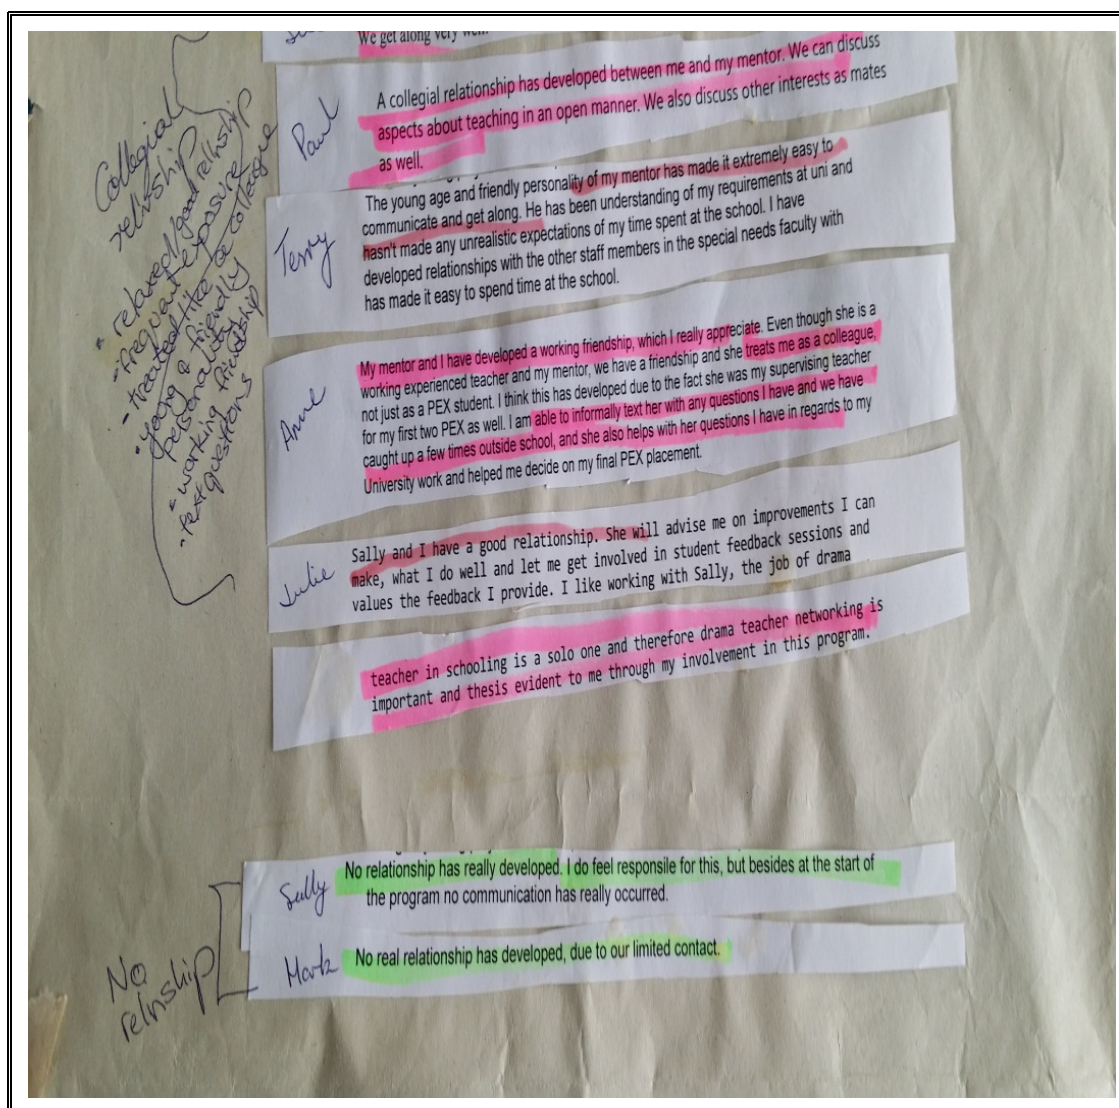 We get along very well.
Collegial
relnship
- relaxed/good relnship
- frequent exposure
- treated like a colleague
- young & friendly
personality
- working friendship
- text questions
Paul
A collegial relationship has developed between me and my mentor. We can discuss
aspects about teaching in an open manner. We also discuss other interests as mates
as well.
Terry
The young age and friendly personality of my mentor has made it extremely easy to
communicate and get along. He has been understanding of my requirements at uni and
hasn't made any unrealistic expectations of my time spent at the school. I have
developed relationships with the other staff members in the special needs faculty with
has made it easy to spend time at the school.
Anne
My mentor and I have developed a working friendship, which I really appreciate. Even though she is a
working experienced teacher and my mentor, we have a friendship and she treats me as a colleague,
not just as a PEX student. I think this has developed due to the fact she was my supervising teacher
for my first two PEX as well. I am able to informally text her with any questions I have and we have
caught up a few times outside school, and she also helps with her questions I have in regards to my
University work and helped me decide on my final PEX placement.
Julie
Sally and I have a good relationship. She will advise me on improvements I can
make, what I do well and let me get involved in student feedback sessions and
values the feedback I provide. I like working with Sally, the job of drama
teacher in schooling is a solo one and therefore drama teacher networking is
important and thesis evident to me through my involvement in this program.
No
relnship
Sully
No relationship has really developed. I do feel responsile for this, but besides at the start of
the program no communication has really occurred.
Mark
No real relationship has developed, due to our limited contact.